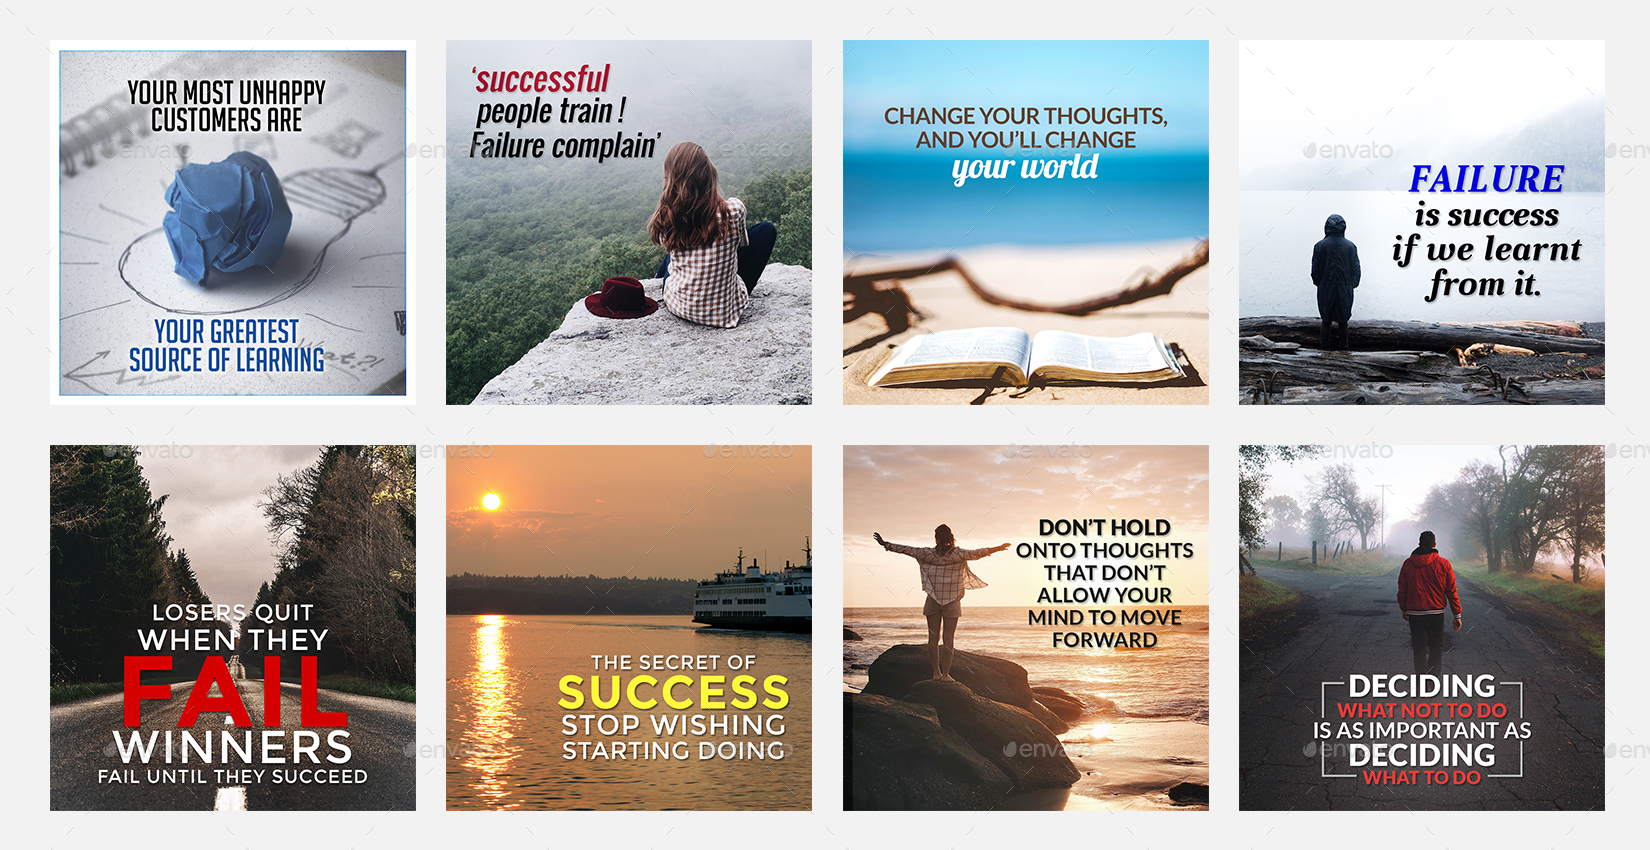 YOUR MOST UNHAPPY
CUSTOMERS ARE
YOUR GREATEST
SOURCE OF LEARNING
'successful
people train !
Failure complain'
CHANGE YOUR THOUGHTS,
AND YOU'LL CHANGE
your world
FAILURE
is success
if we learnt
from it.
LOSERS QUIT
WHEN THEY
FAIL
WINNERS
FAIL UNTIL THEY SUCCEED
THE SECRET OF
SUCCESS
STOP WISHING
STARTING DOING
DON'T HOLD
ONTO THOUGHTS
THAT DON'T
ALLOW YOUR
MIND TO MOVE
FORWARD
DECIDING
WHAT NOT TO DO
IS AS IMPORTANT AS
DECIDING
WHAT TO DO
envato